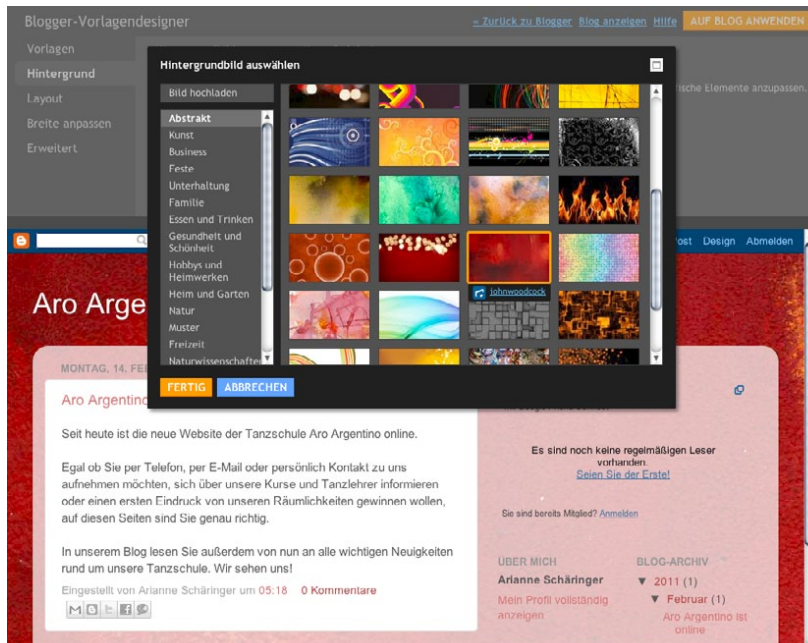 Blogger-Vorlagendesigner
« Zurück zu Blogger Blog anzeigen Hilfe AUF BLOG ANWENDEN
Vorlagen
Hintergrund
Layout
Breite anpassen
Erweitert
fische Elemente anzupassen.
Hintergrundbild auswählen
Bild hochladen
Abstrakt
Kunst
Business
Feste
Unterhaltung
Familie
Essen und Trinken
Gesundheit und
Schönheit
Hobbys und
Heimwerken
Heim und Garten
Natur
Muster
Freizeit
Naturwissenschaften
johnwoodcock
FERTIG ABBRECHEN
Post Design Abmelden
Aro Arge
MONTAG, 14. FE
Aro Argentino
Seit heute ist die neue Website der Tanzschule Aro Argentino online.
Egal ob Sie per Telefon, per E-Mail oder persönlich Kontakt zu uns
aufnehmen möchten, sich über unsere Kurse und Tanzlehrer informieren
oder einen ersten Eindruck von unseren Räumlichkeiten gewinnen wollen,
auf diesen Seiten sind Sie genau richtig.
In unserem Blog lesen Sie außerdem von nun an alle wichtigen Neuigkeiten
rund um unsere Tanzschule. Wir sehen uns!
Eingestellt von Arianne Schäringer um 05:18 0 Kommentare
Es sind noch keine regelmäßigen Leser
vorhanden.
Seien Sie der Erste!
Sie sind bereits Mitglied? Anmelden
ÜBER MICH
Arianne Schäringer
Mein Profil vollständig
anzeigen
BLOG-ARCHIV
▼ 2011 (1)
▼ Februar (1)
Aro Argentino ist
online